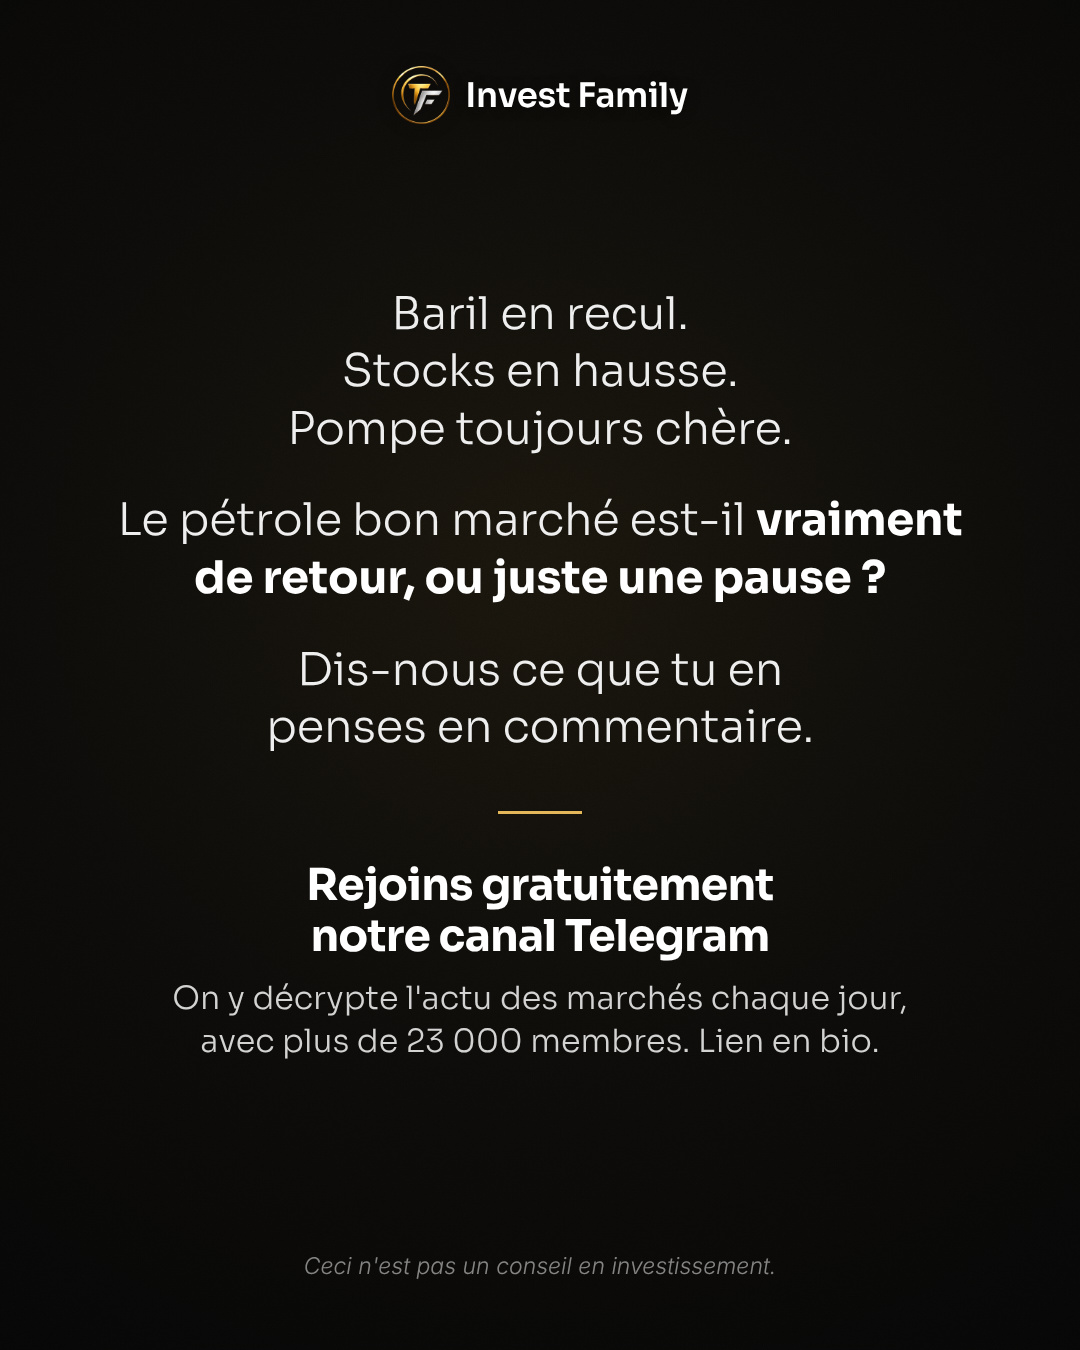 TF Invest Family
Baril en recul.
Stocks en hausse.
Pompe toujours chère.
Le pétrole bon marché est-il vraiment
de retour, ou juste une pause ?
Dis-nous ce que tu en
penses en commentaire.
Rejoins gratuitement
notre canal Telegram
On y décrypte l'actu des marchés chaque jour,
avec plus de 23 000 membres. Lien en bio.
Ceci n'est pas un conseil en investissement.